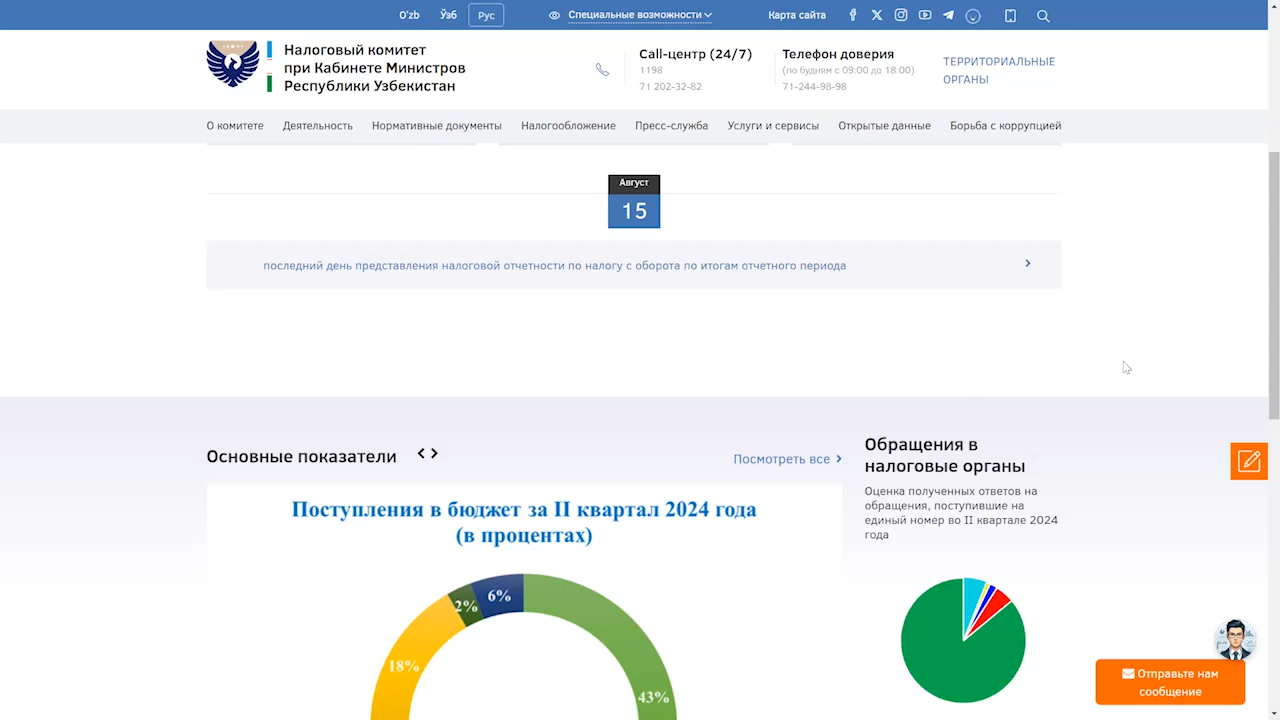 O'zb Ўзб Рус Специальные возможности Карта сайта
Налоговый комитет
при Кабинете Министров
Республики Узбекистан
Call-центр (24/7)
1198
71 202-32-82
Телефон доверия
(по будням с 09:00 до 18:00)
71-244-98-98
ТЕРРИТОРИАЛЬНЫЕ
ОРГАНЫ
О комитете Деятельность Нормативные документы Налогообложение Пресс-служба Услуги и сервисы Открытые данные Борьба с коррупцией
Август
15
последний день представления налоговой отчетности по налогу с оборота по итогам отчетного периода
Основные показатели
Посмотреть все
Поступления в бюджет за II квартал 2024 года
(в процентах)
2%
6%
18%
43%
Обращения в
налоговые органы
Оценка полученных ответов на
обращения, поступившие на
единый номер во II квартале 2024
года
Отправьте нам
сообщение